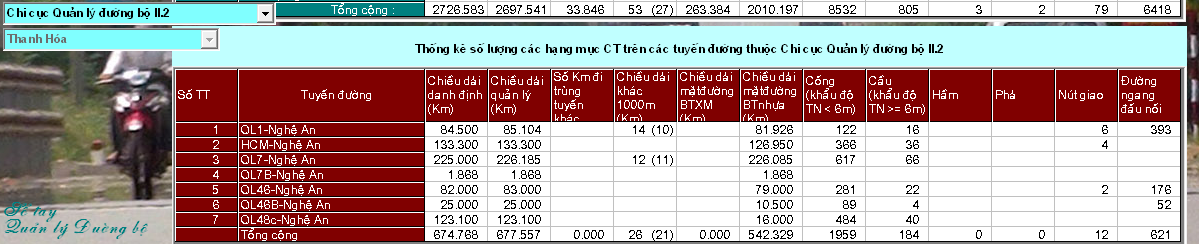 Tổng cộng : 2726.583 2697.541 33.846 53 (27) 263.384 2010.197 8532 805 3 2 79 6418
Chi cục Quản lý đường bộ II.2
Thanh Hóa
Thống kê số lượng các hạng mục CT trên các tuyến đường thuộc Chi cục Quản lý đường bộ II.2
Số TT Tuyến đường Chiều dài danh định (Km) Chiều dài quản lý (Km) Số Km đi trùng tuyến khác Chiều dài khác 1000m (Km) Chiều dài mặt đường BTXM (Km) Chiều dài mặt đường BTnhựa (Km) Cống (khẩu độ TN < 6m) Cầu (khẩu độ TN >= 6m) Hầm Phà Nút giao Đường ngang đấu nối
1 QL1-Nghệ An 84.500 85.104 14 (10) 81.926 122 16 6 393
2 HCM-Nghệ An 133.300 133.300 126.950 366 36 4
3 QL7-Nghệ An 225.000 226.185 12 (11) 226.085 617 66
4 QL7B-Nghệ An 1.868 1.868 1.868
5 QL46-Nghệ An 82.000 83.000 79.000 281 22 2 176
6 QL46B-Nghệ An 25.000 25.000 10.500 89 4 52
7 QL48c-Nghệ An 123.100 123.100 16.000 484 40
Tổng cộng 674.768 677.557 0.000 26 (21) 0.000 542.329 1959 184 0 0 12 621
Sổ tay
Quản lý Đường bộ